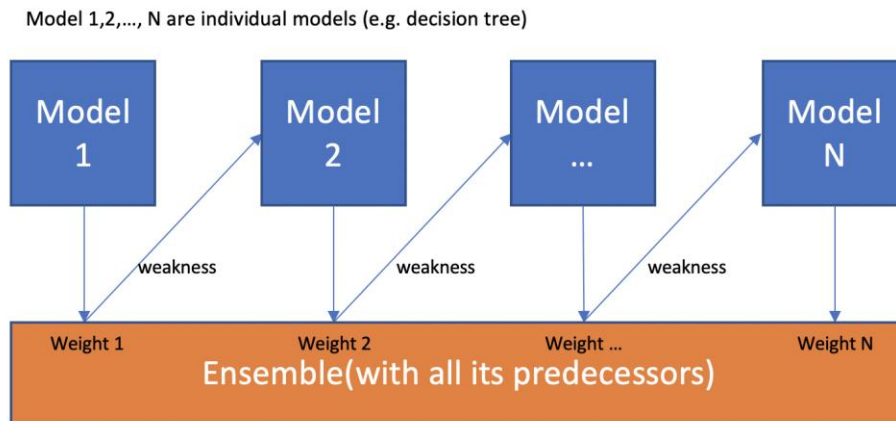 Model 1,2,..., N are individual models (e.g. decision tree)
Model
1
Model
2
Model
...
Model
N
weakness
weakness
weakness
Weight 1
Weight 2
Weight ...
Weight N
Ensemble(with all its predecessors)